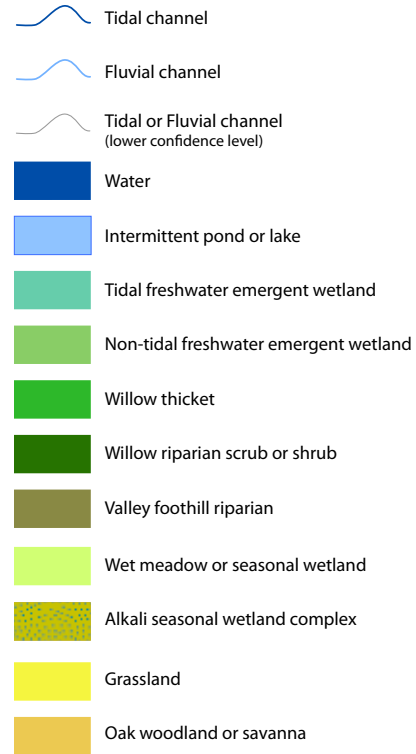 Tidal channel
Fluvial channel
Tidal or Fluvial channel
(lower confidence level)
Water
Intermittent pond or lake
Tidal freshwater emergent wetland
Non-tidal freshwater emergent wetland
Willow thicket
Willow riparian scrub or shrub
Valley foothill riparian
Wet meadow or seasonal wetland
Alkali seasonal wetland complex
Grassland
Oak woodland or savanna